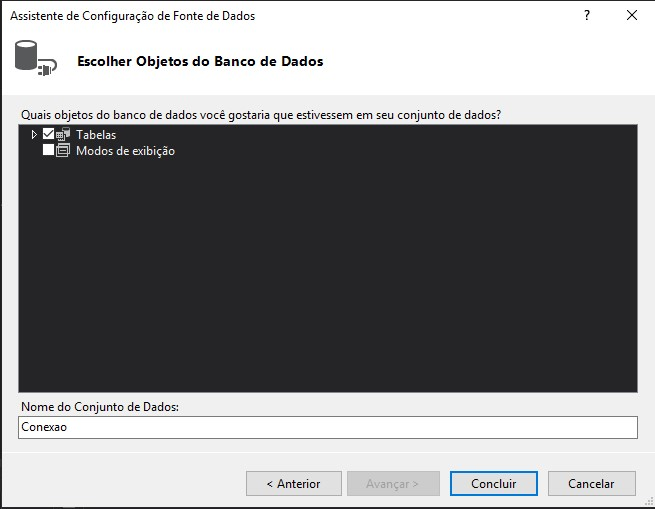 Assistente de Configuração de Fonte de Dados
?
Escolher Objetos do Banco de Dados
Quais objetos do banco de dados você gostaria que estivessem em seu conjunto de dados?
Tabelas
Modos de exibição
Nome do Conjunto de Dados:
Conexao
< Anterior
Avançar >
Concluir
Cancelar